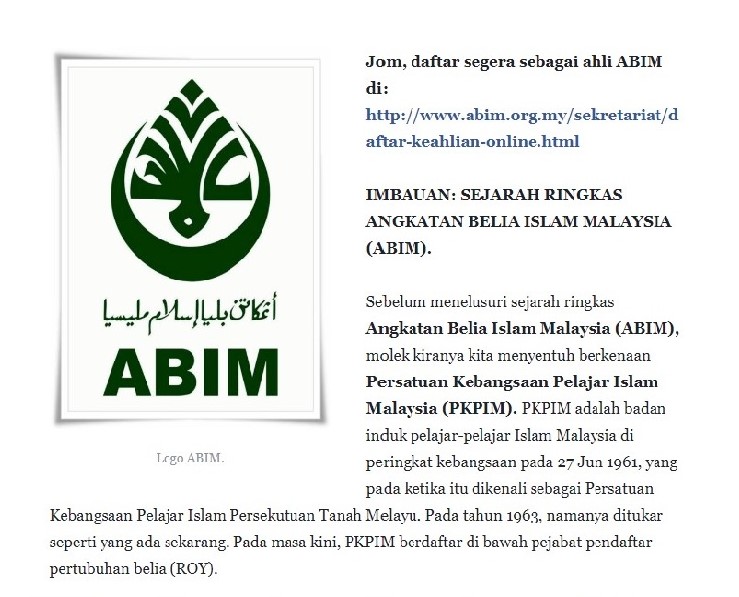 Jom, daftar segera sebagai ahli ABIM
di:
http://www.abim.org.my/sekretariat/d
aftar-keahlian-online.html
IMBAUAN: SEJARAH RINGKAS
ANGKATAN BELIA ISLAM MALAYSIA
(ABIM).
اڠكاتن بليا إسلام مليسيا
ABIM
Logo ABIM.
Sebelum menelusuri sejarah ringkas
Angkatan Belia Islam Malaysia (ABIM),
molek kiranya kita menyentuh berkenaan
Persatuan Kebangsaan Pelajar Islam
Malaysia (PKPIM). PKPIM adalah badan
induk pelajar-pelajar Islam Malaysia di
peringkat kebangsaan pada 27 Jun 1961, yang
pada ketika itu dikenali sebagai Persatuan
Kebangsaan Pelajar Islam Persekutuan Tanah Melayu. Pada tahun 1963, namanya ditukar
seperti yang ada sekarang. Pada masa kini, PKPIM berdaftar di bawah pejabat pendaftar
pertubuhan belia (ROY).